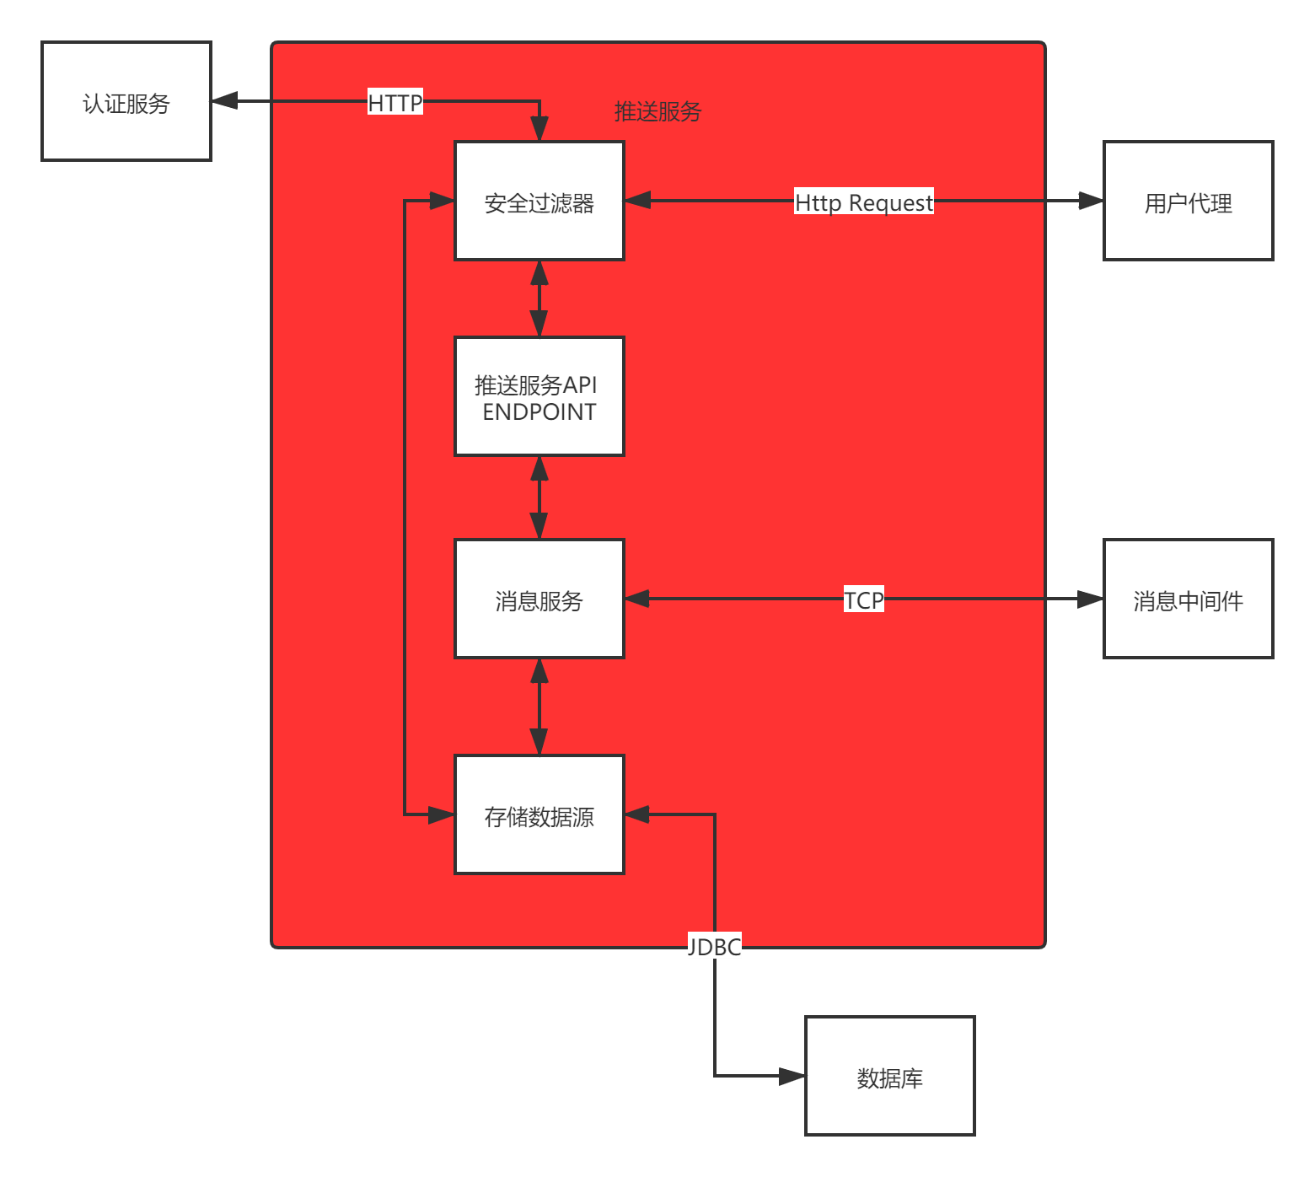 认证服务
HTTP
推送服务
安全过滤器
Http Request
用户代理
推送服务API
ENDPOINT
消息服务
TCP
消息中间件
存储数据源
JDBC
数据库